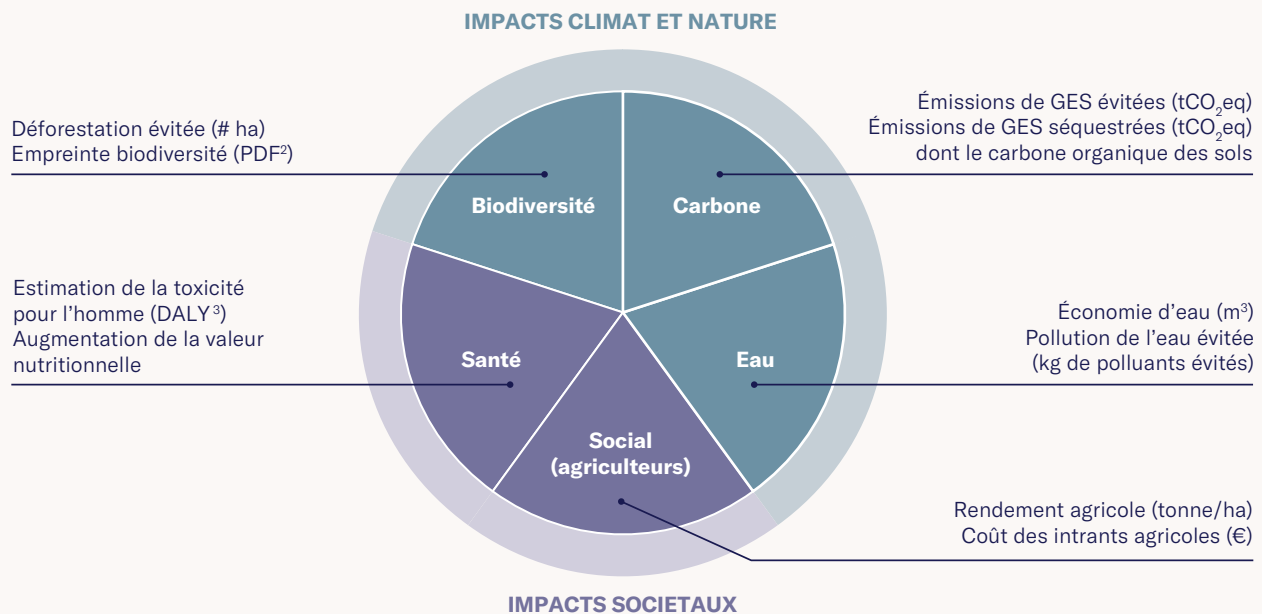 IMPACTS CLIMAT ET NATURE
Déforestation évitée (# ha)
Empreinte biodiversité (PDF²)
Émissions de GES évitées (tCO₂eq)
Émissions de GES séquestrées (tCO₂eq)
dont le carbone organique des sols
Biodiversité
Carbone
Estimation de la toxicité
pour l’homme (DALY³)
Augmentation de la valeur
nutritionnelle
Économie d’eau (m³)
Pollution de l’eau évitée
(kg de polluants évités)
Santé
Eau
Social
(agriculteurs)
Rendement agricole (tonne/ha)
Coût des intrants agricoles (€)
IMPACTS SOCIETAUX